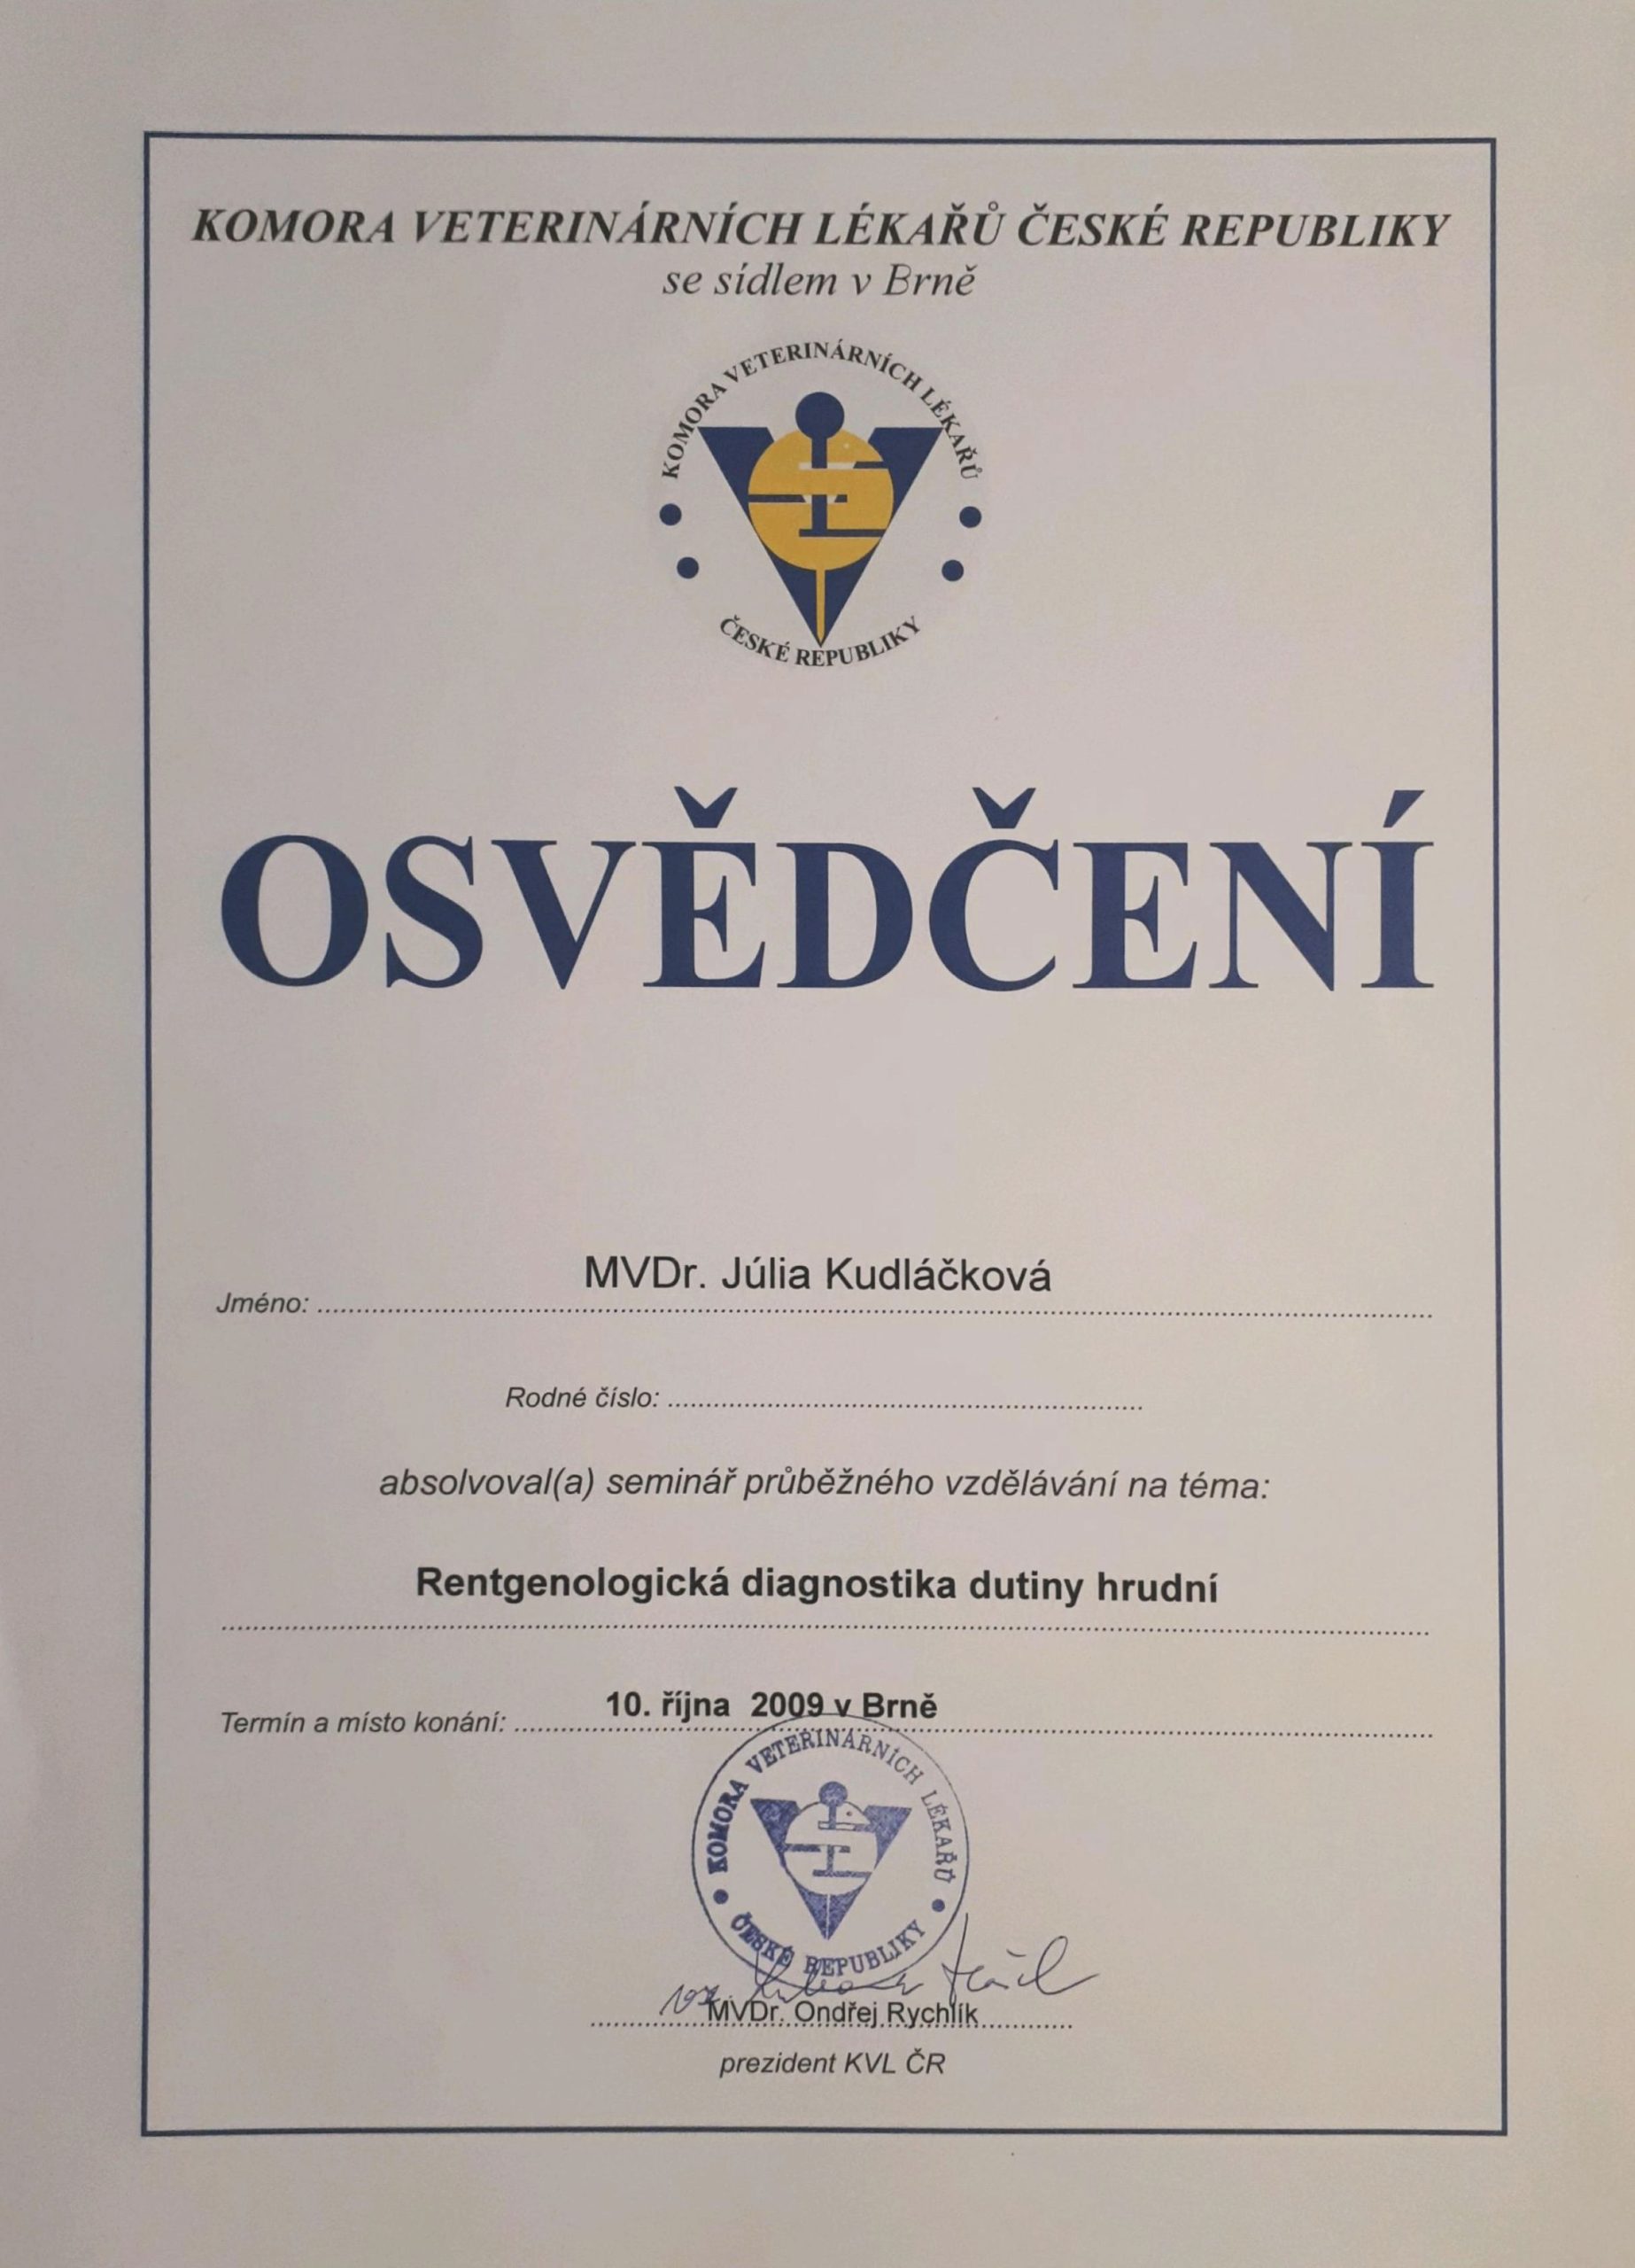 KOMORA VETERINÁRNÍCH LÉKAŘŮ ČESKÉ REPUBLIKY
se sídlem v Brně
KOMORA VETERINÁRNÍCH LÉKAŘŮ
ČESKÉ REPUBLIKY
OSVĚDČENÍ
MVDr. Júlia Kudláčková
Jméno:
Rodné číslo:
absolvoval(a) seminář průběžného vzdělávání na téma:
Rentgenologická diagnostika dutiny hrudní
10. října 2009 v Brně
Termín a místo konání:
KOMORA VETERINÁRNÍCH LÉKAŘŮ
ČESKÉ REPUBLIKY
MVDr. Ondřej Rychlík
prezident KVL ČR